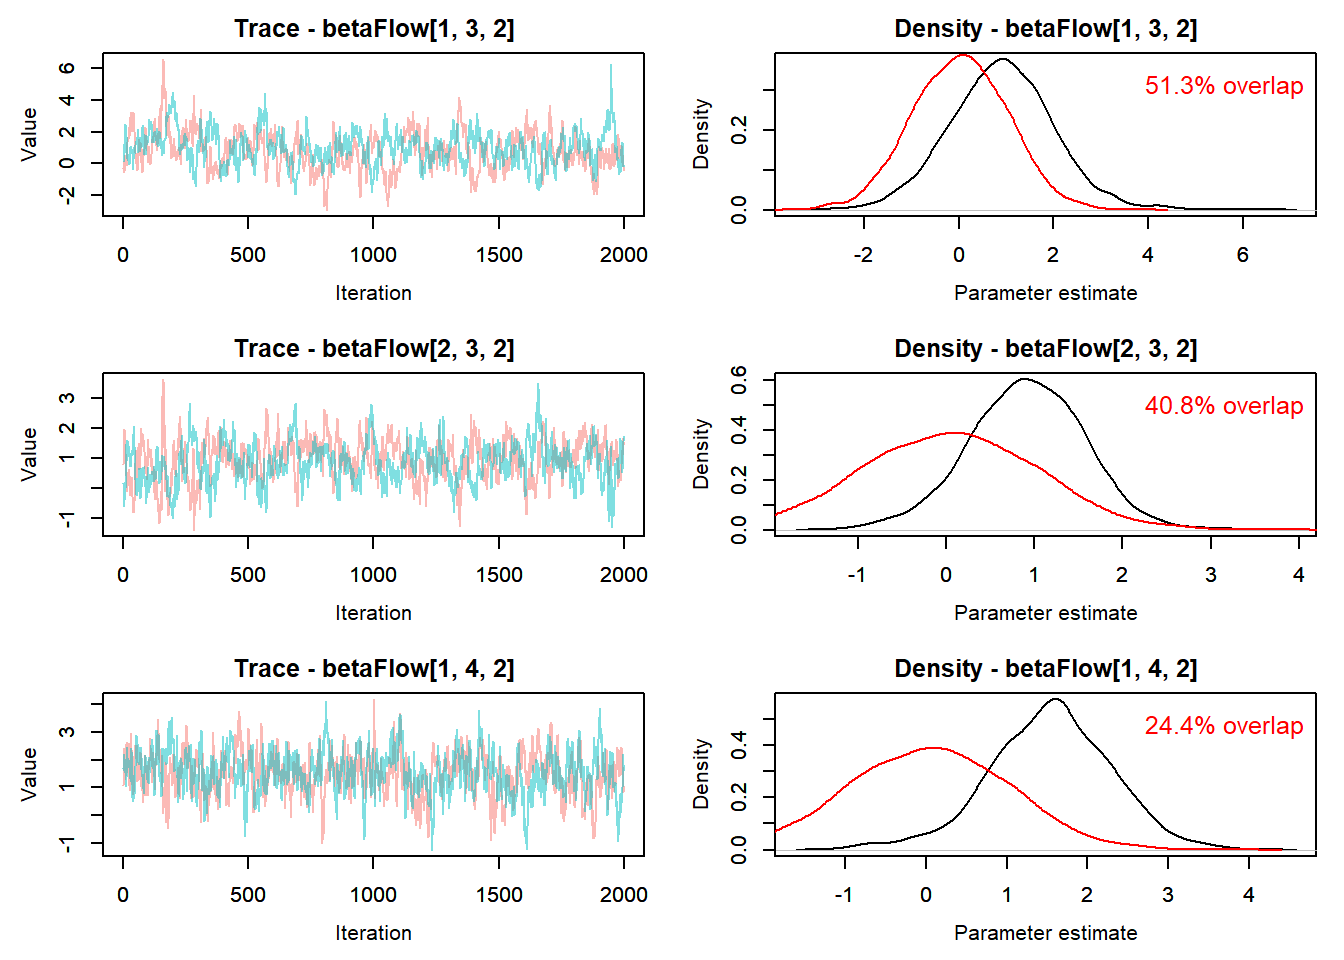 Trace - betaFlow[1, 3, 2]
Value
6
4
2
0
-2
0
500
1000
1500
2000
Iteration
Density - betaFlow[1, 3, 2]
51.3% overlap
Density
0.2
0.0
-2
0
2
4
6
Parameter estimate
Trace - betaFlow[2, 3, 2]
Value
3
2
1
-1
0
500
1000
1500
2000
Iteration
Density - betaFlow[2, 3, 2]
40.8% overlap
Density
0.6
0.4
0.2
0.0
-1
0
1
2
3
4
Parameter estimate
Trace - betaFlow[1, 4, 2]
Value
3
1
-1
0
500
1000
1500
2000
Iteration
Density - betaFlow[1, 4, 2]
24.4% overlap
Density
0.4
0.2
0.0
-1
0
1
2
3
4
Parameter estimate